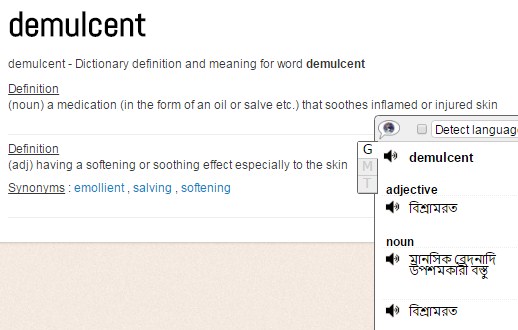 demulcent
demulcent - Dictionary definition and meaning for word demulcent
Definition
(noun) a medication (in the form of an oil or salve etc.) that soothes inflamed or injured skin
Definition
(adj) having a softening or soothing effect especially to the skin
Synonyms : emollient , salving , softening
Detect language
G
M
T
demulcent
adjective
বিশ্রামরত
noun
মানসিক বেদনাদি
উপশমকারী বস্তু
বিশ্রামরত